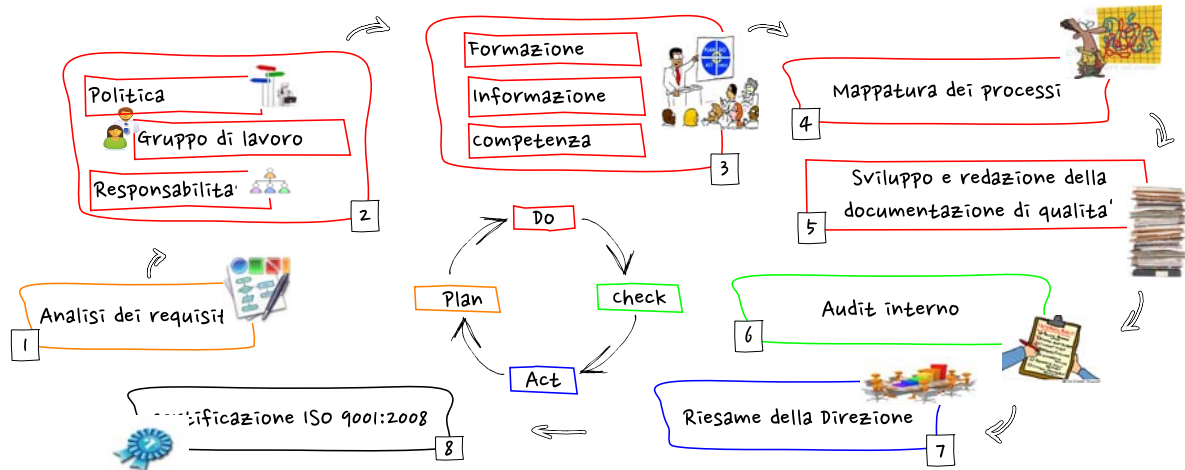 Analisi dei requisit
1
Politica
Gruppo di lavoro
Responsabilita'
2
Formazione
Informazione
Competenza
3
Mappatura dei processi
4
Sviluppo e redazione della
documentazione di qualita'
5
Audit interno
6
Riesame della Direzione
7
ISO 9001:2008
8
Do
Check
Act
Plan